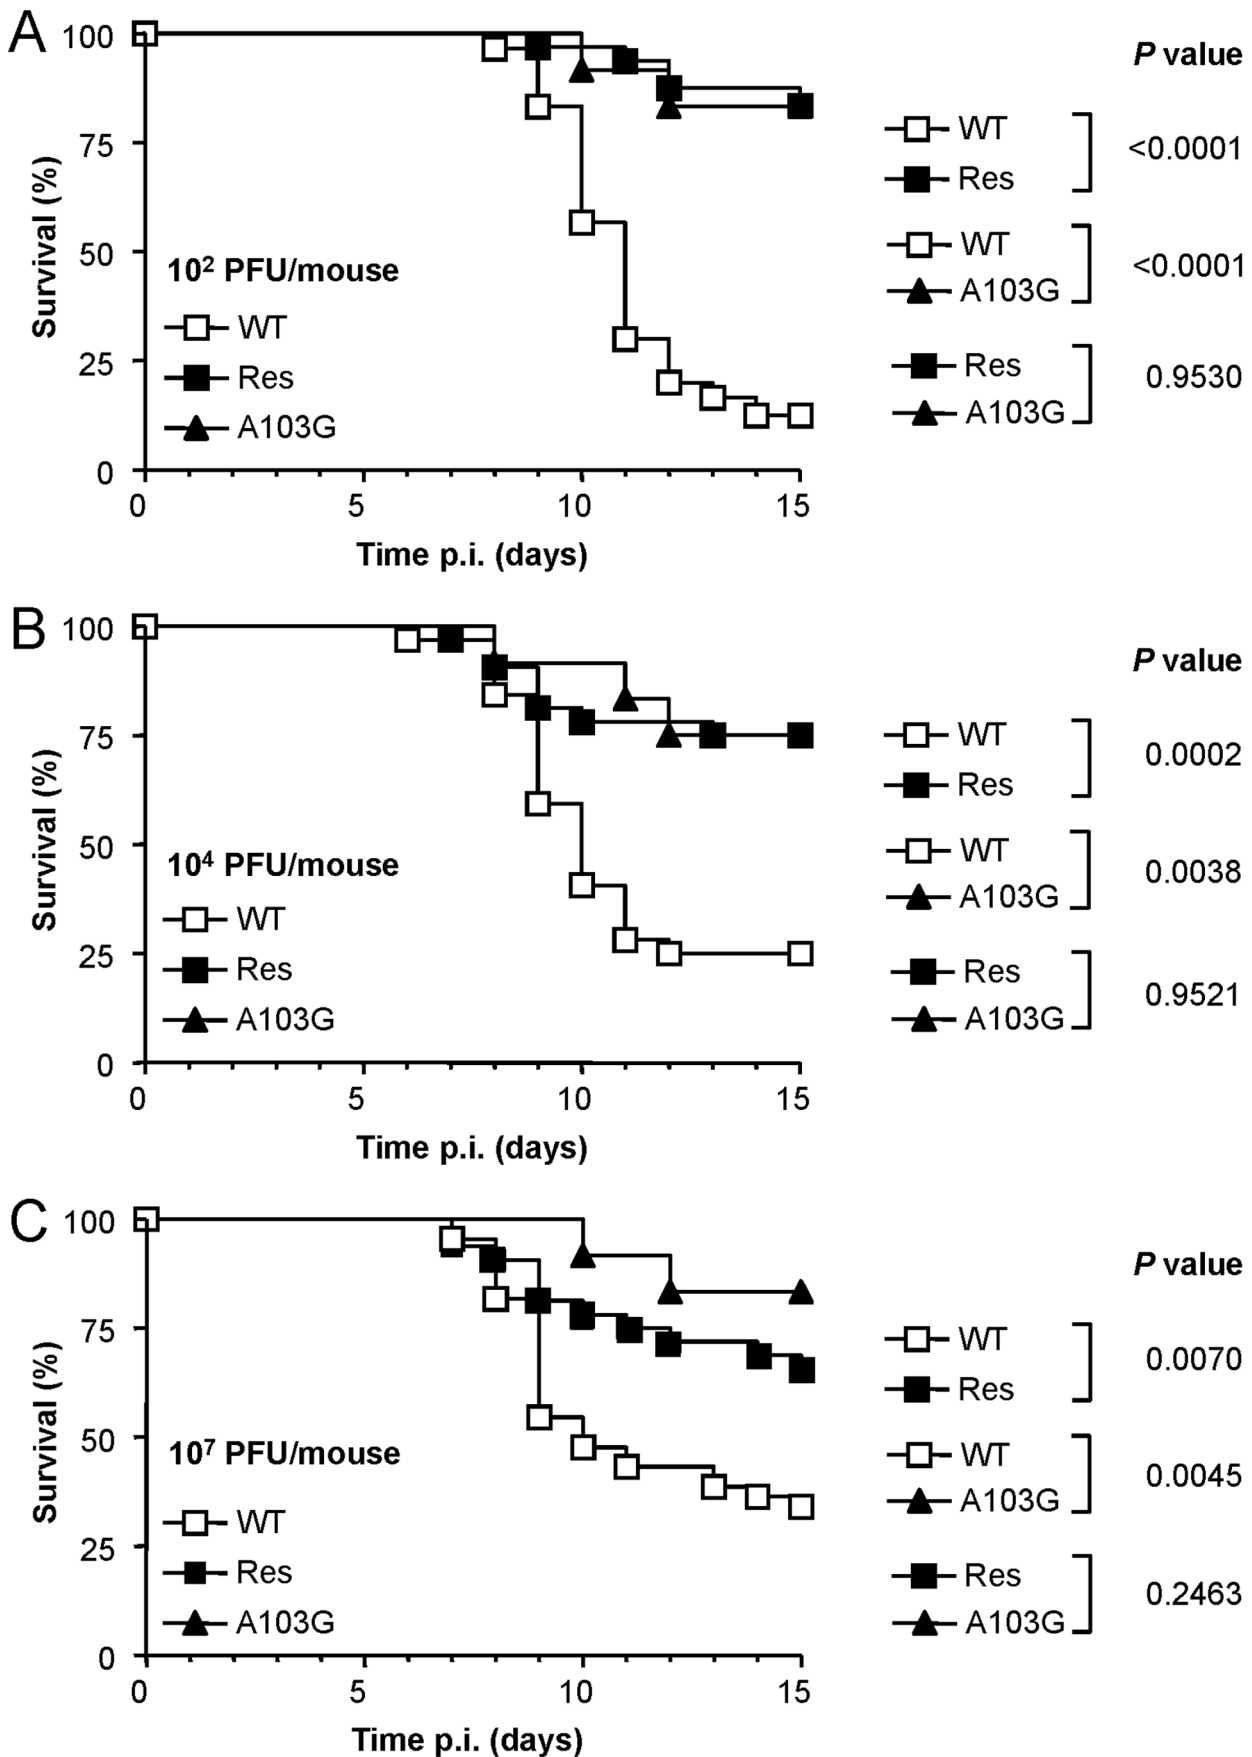 A
100
75
50
25
0
Survival (%)
10² PFU/mouse
WT
Res
A103G
0 5 10 15
Time p.i. (days)
P value
WT
Res
<0.0001
WT
A103G
<0.0001
Res
A103G
0.9530
B
100
75
50
25
0
Survival (%)
10⁴ PFU/mouse
WT
Res
A103G
0 5 10 15
Time p.i. (days)
P value
WT
Res
0.0002
WT
A103G
0.0038
Res
A103G
0.9521
C
100
75
50
25
0
Survival (%)
10⁷ PFU/mouse
WT
Res
A103G
0 5 10 15
Time p.i. (days)
P value
WT
Res
0.0070
WT
A103G
0.0045
Res
A103G
0.2463